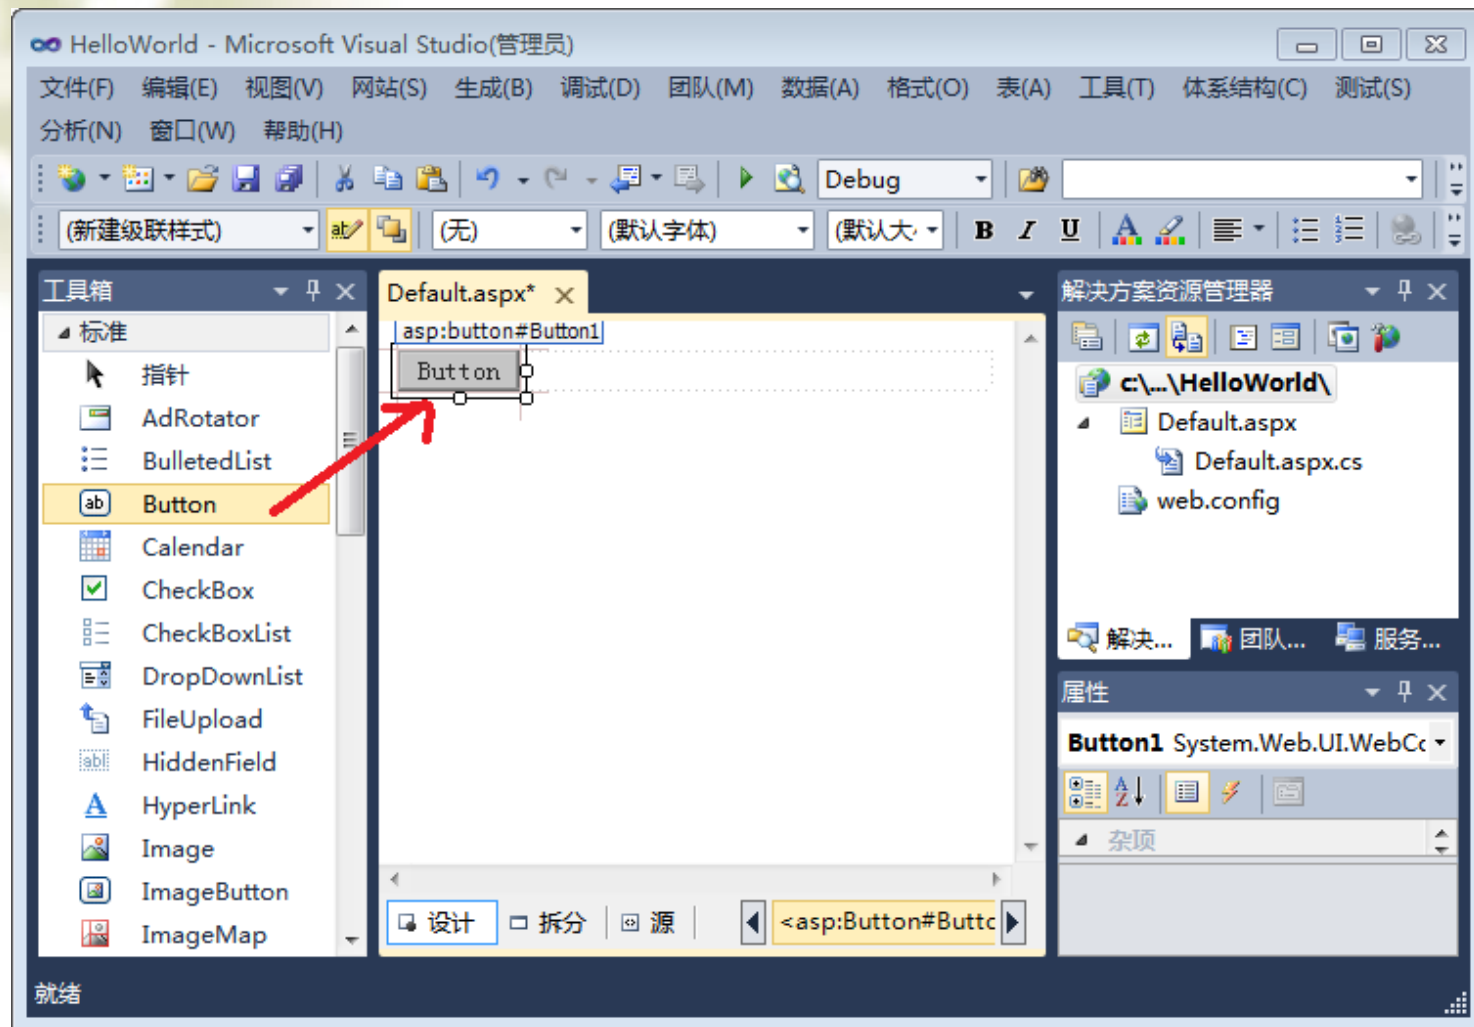 HelloWorld - Microsoft Visual Studio(管理员)
文件(F) 编辑(E) 视图(V) 网站(S) 生成(B) 调试(D) 团队(M) 数据(A) 格式(O) 表(A) 工具(T) 体系结构(C) 测试(S)
分析(N) 窗口(W) 帮助(H)
Debug
(新建级联样式) (无) (默认字体) (默认大 B I U
工具箱
标准
指针
AdRotator
BulletedList
Button
Calendar
CheckBox
CheckBoxList
DropDownList
FileUpload
HiddenField
HyperLink
Image
ImageButton
ImageMap
Default.aspx*
asp:button#Button1
Button
设计 拆分 源 <asp:Button#Butto
解决方案资源管理器
c:\...\HelloWorld\
Default.aspx
Default.aspx.cs
web.config
解决... 团队... 服务...
属性
Button1 System.Web.UI.WebCo
杂项
就绪